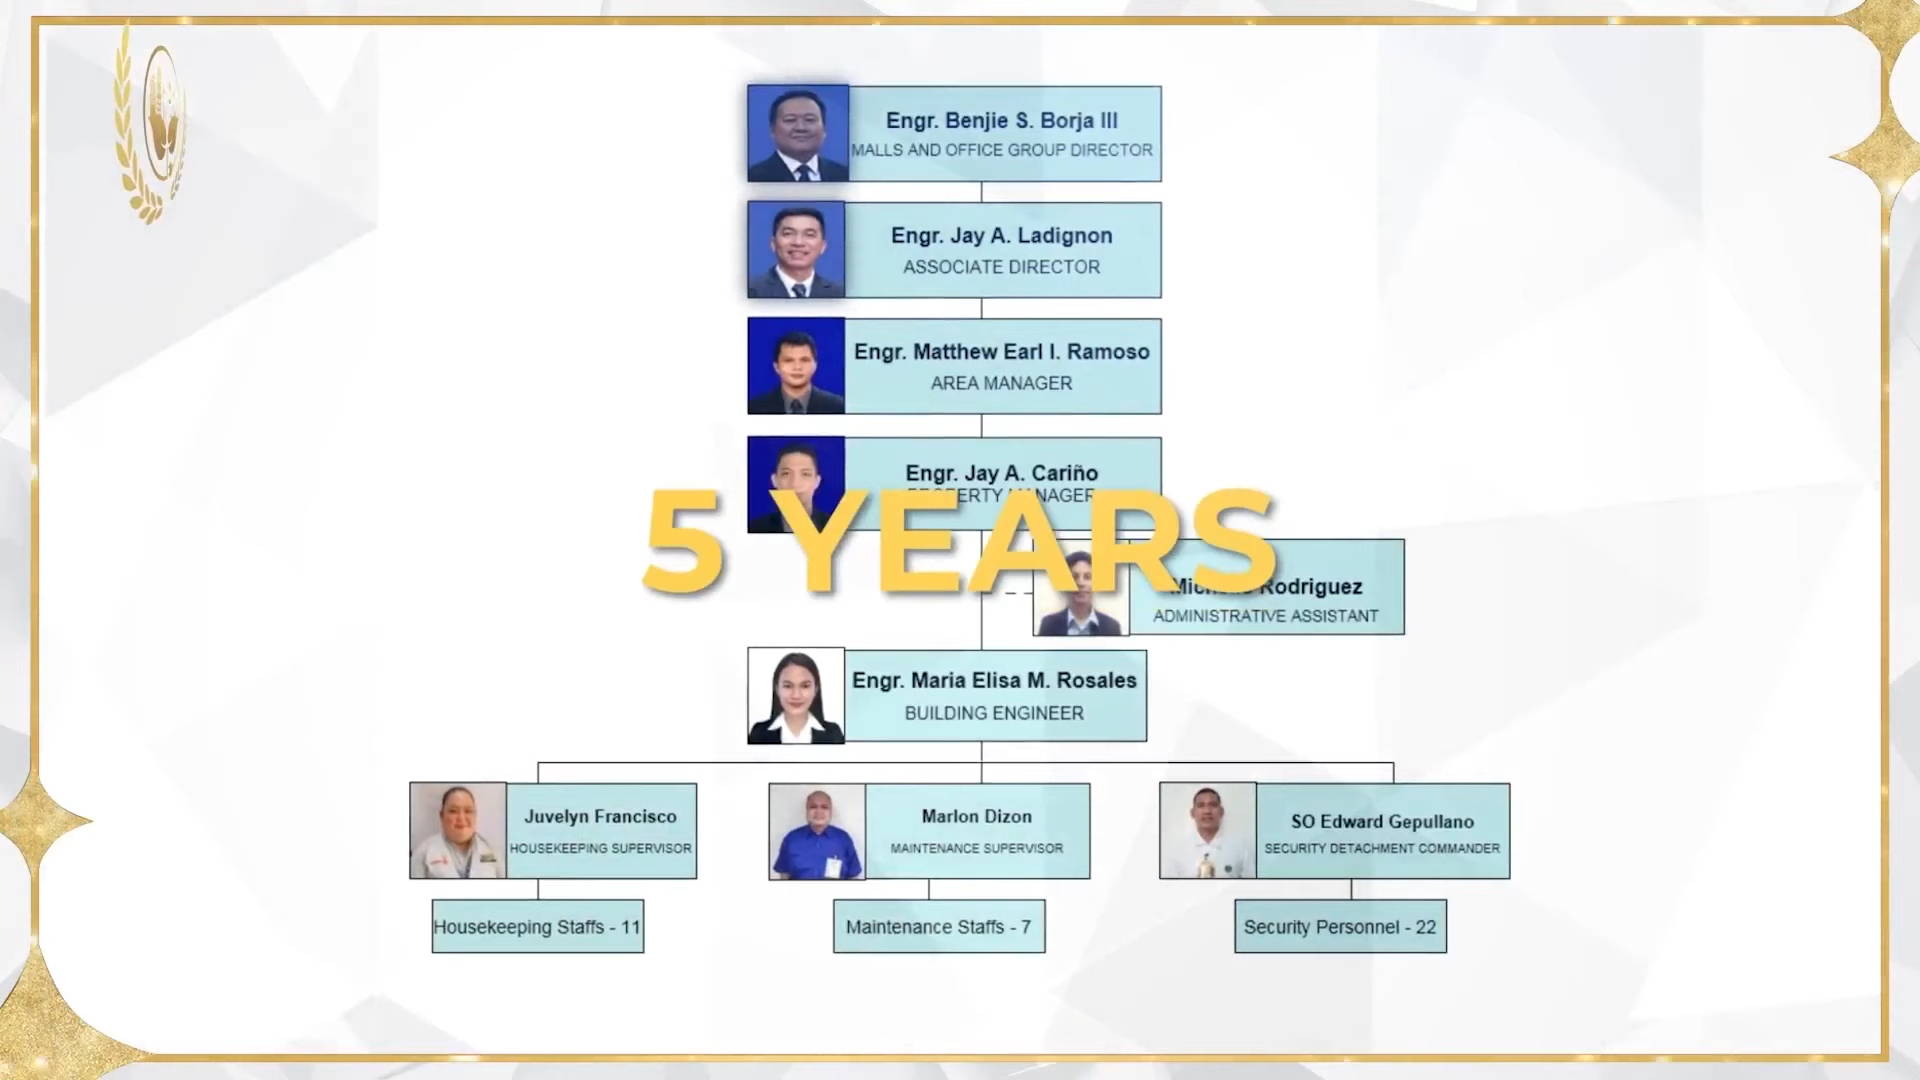 Engr. Benjie S. Borja III
MALLS AND OFFICE GROUP DIRECTOR
Engr. Jay A. Ladignon
ASSOCIATE DIRECTOR
Engr. Matthew Earl I. Ramoso
AREA MANAGER
Engr. Jay A. Cariño
PROPERTY MANAGER
5 YEARS
Rodriguez
ADMINISTRATIVE ASSISTANT
Engr. Maria Elisa M. Rosales
BUILDING ENGINEER
Juvelyn Francisco
HOUSEKEEPING SUPERVISOR
Marlon Dizon
MAINTENANCE SUPERVISOR
SO Edward Gepullano
SECURITY DETACHMENT COMMANDER
Housekeeping Staffs - 11
Maintenance Staffs - 7
Security Personnel - 22